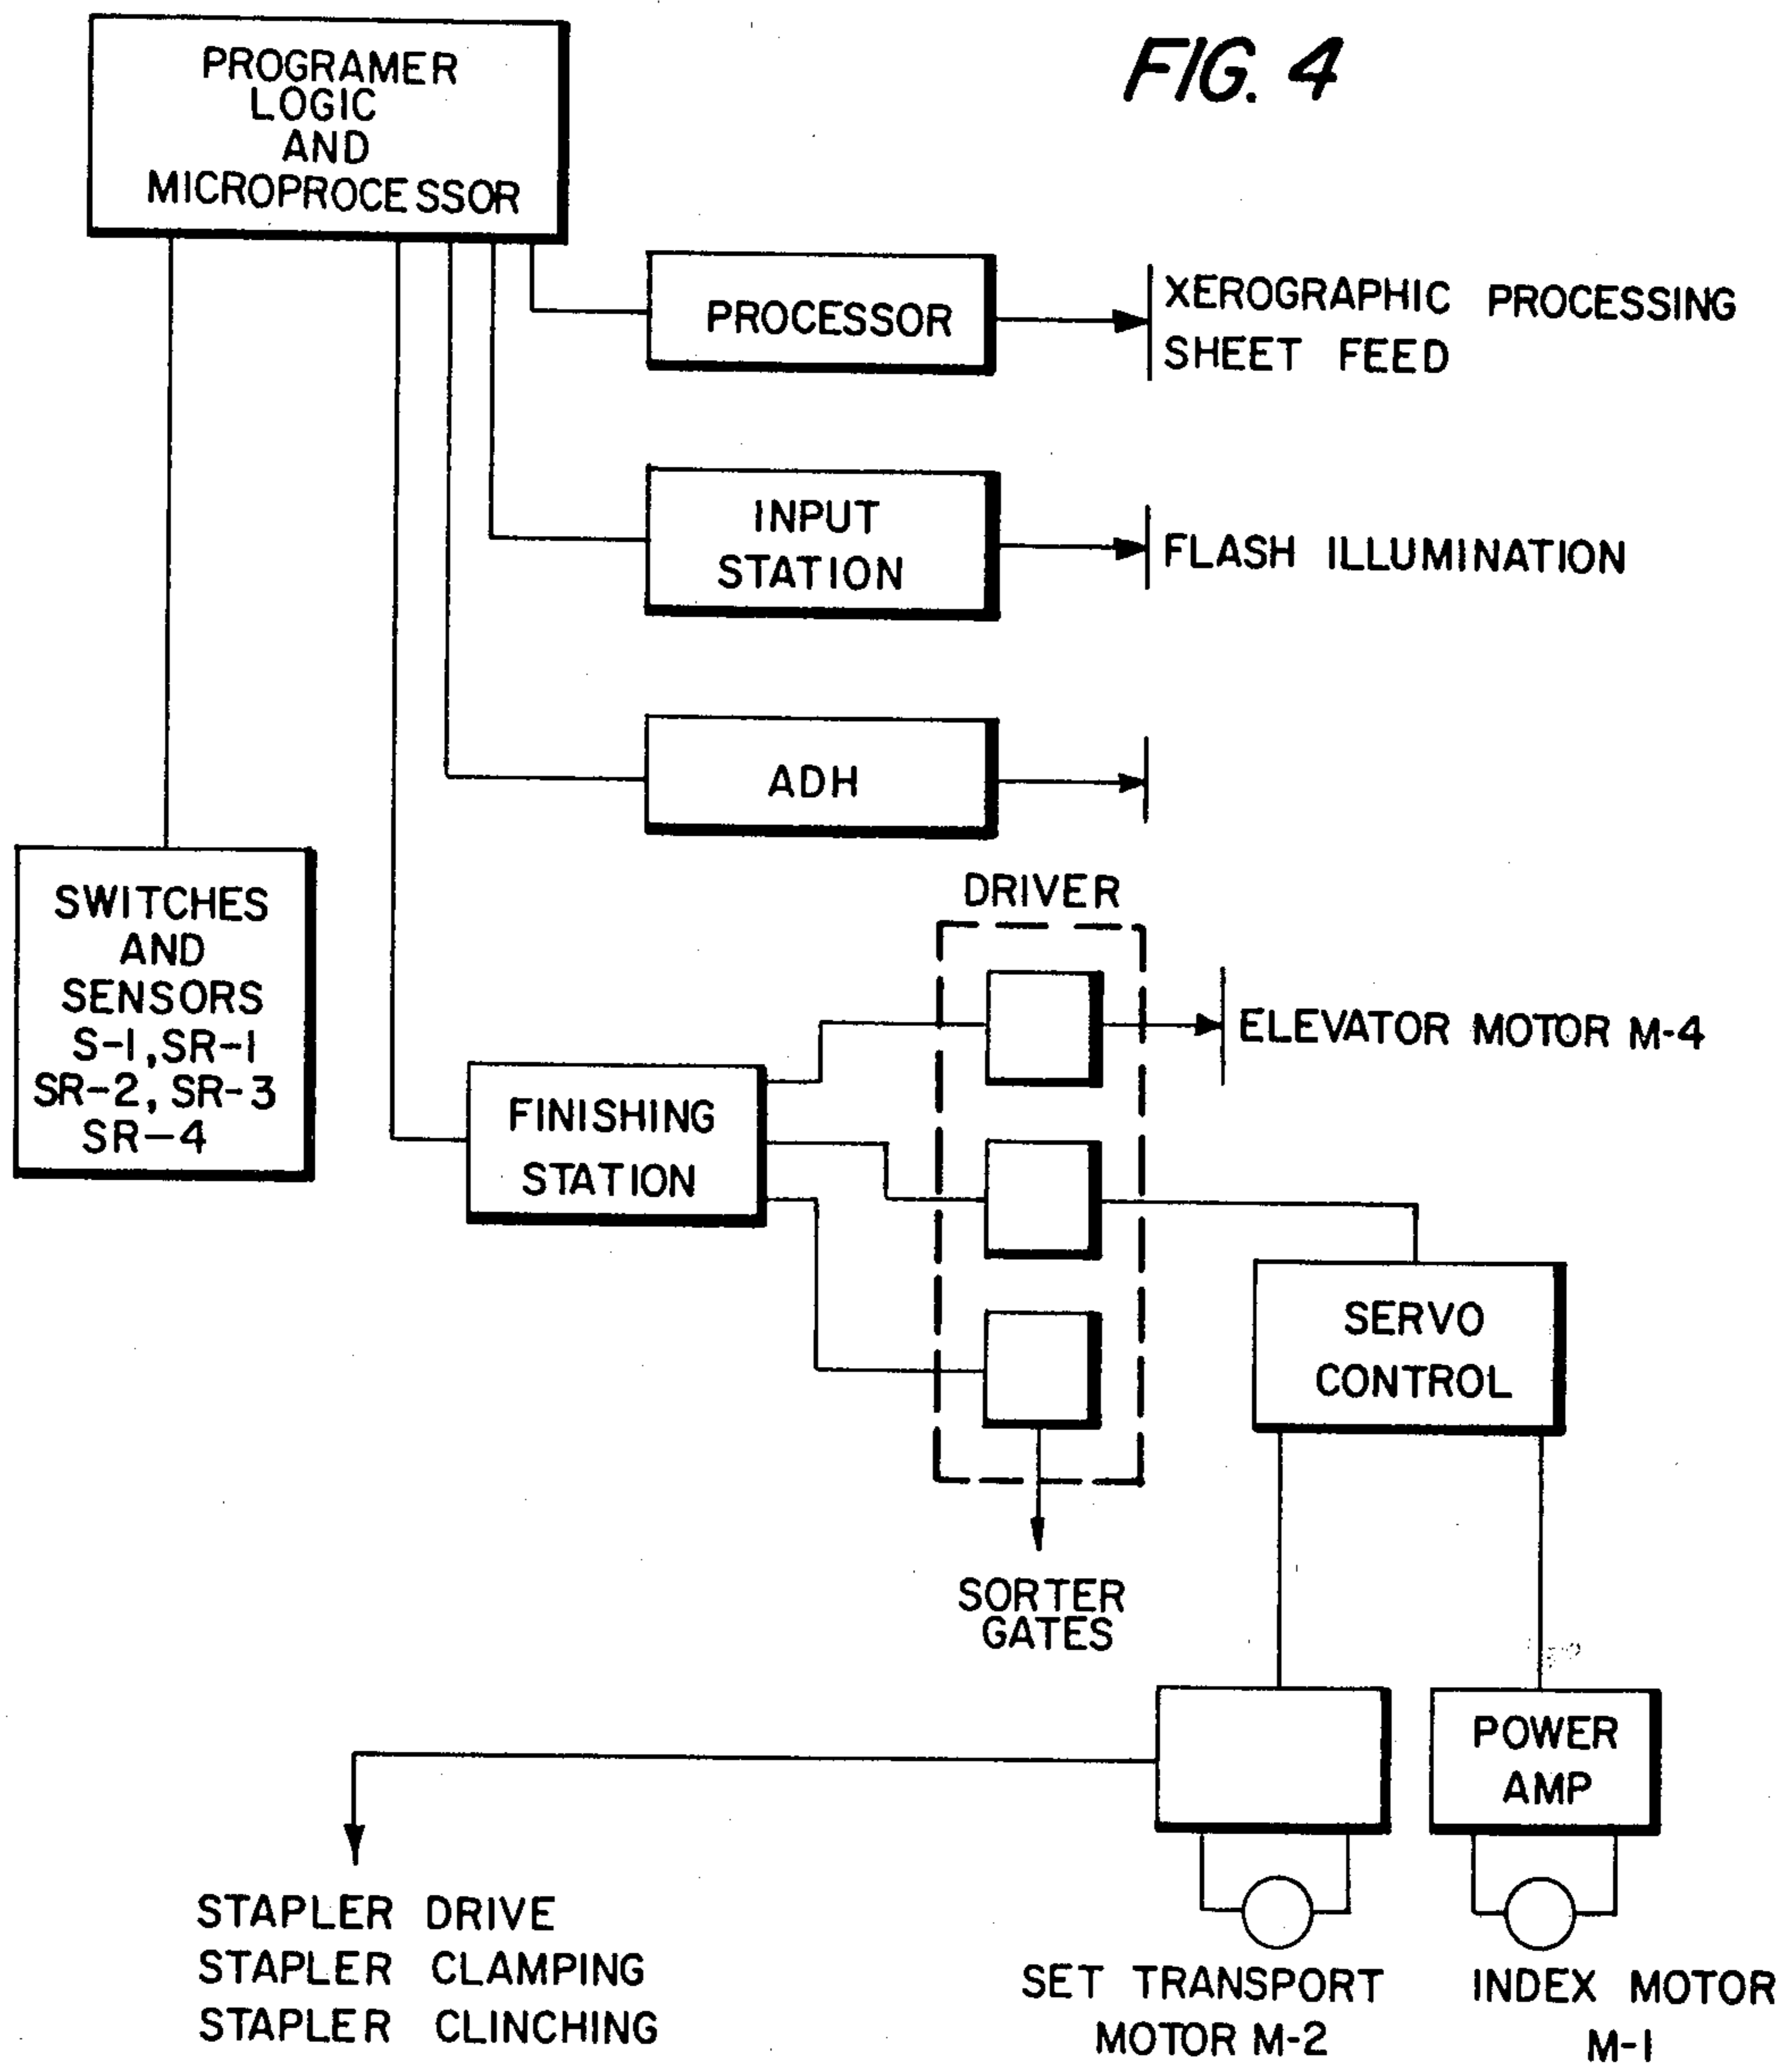 FIG. 4
PROGRAMER
LOGIC
AND
MICROPROCESSOR
PROCESSOR
XEROGRAPHIC PROCESSING
SHEET FEED
INPUT
STATION
FLASH ILLUMINATION
ADH
SWITCHES
AND
SENSORS
S-1, SR-1
SR-2, SR-3
SR-4
DRIVER
ELEVATOR MOTOR M-4
FINISHING
STATION
SERVO
CONTROL
SORTER
GATES
POWER
AMP
STAPLER DRIVE
STAPLER CLAMPING
STAPLER CLINCHING
SET TRANSPORT
MOTOR M-2
INDEX MOTOR
M-1